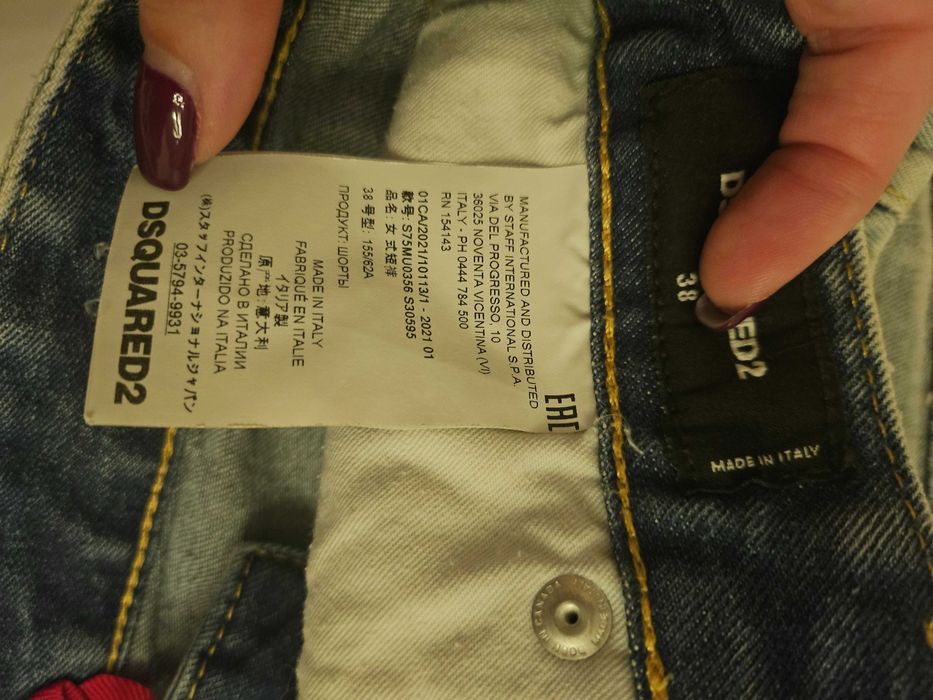 MANUFACTURED AND DISTRIBUTED
BY STAFF INTERNATIONAL S.P.A.
VIA DEL PROGRESSO, 10
36025 NOVENTA VICENTINA (VI)
ITALY - PH 0444 784 500
RN 154143
EAC
01CA/2021/10113/1 - 2021 01
款号: S75MU0356 S30595
品名: 女式短裤
38 号型: 155/62A
ПРОДУКТ: ШОРТЫ
MADE IN ITALY
FABRIQUÉ EN ITALIE
イタリア製
原产地: 意大利
СДЕЛАНО В ИТАЛИИ
PRODUZIDO NA ITALIA
(株)スタッフインターナショナルジャパン
03-5794-9931
DSQUARED2
38
MADE IN ITALY